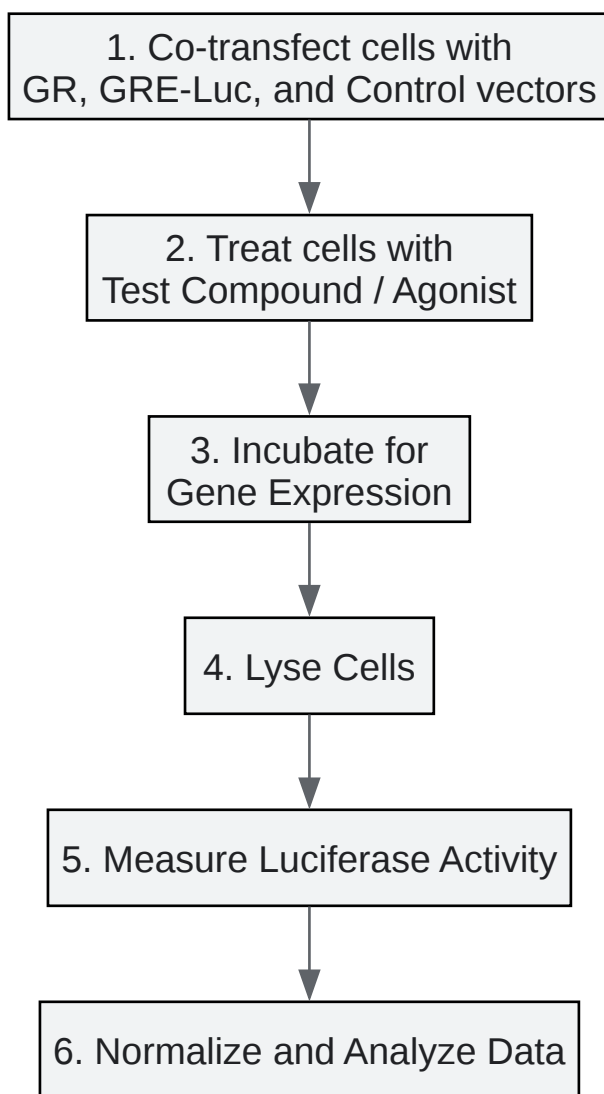 1. Co-transfect cells with
GR, GRE-Luc, and Control vectors
2. Treat cells with
Test Compound / Agonist
3. Incubate for
Gene Expression
4. Lyse Cells
5. Measure Luciferase Activity
6. Normalize and Analyze Data